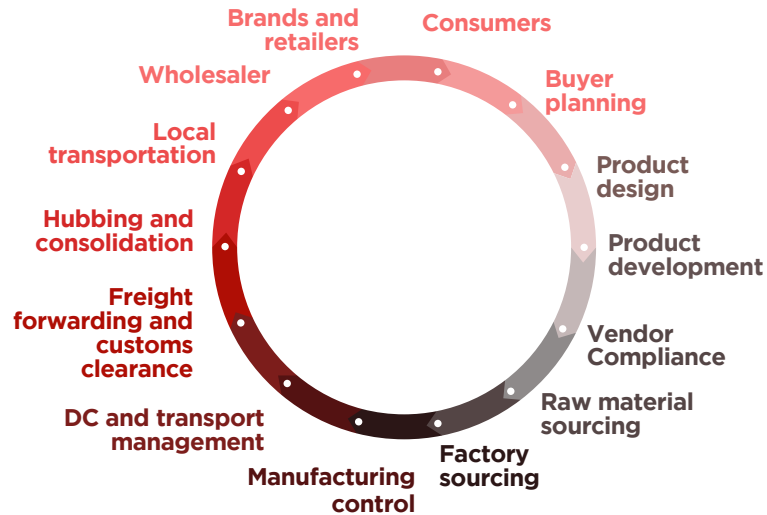 Consumers
Buyer
planning
Product
design
Product
development
Vendor
Compliance
Raw material
sourcing
Factory
sourcing
Manufacturing
control
DC and transport
management
Freight
forwarding and
customs
clearance
Hubbing and
consolidation
Local
transportation
Wholesaler
Brands and
retailers